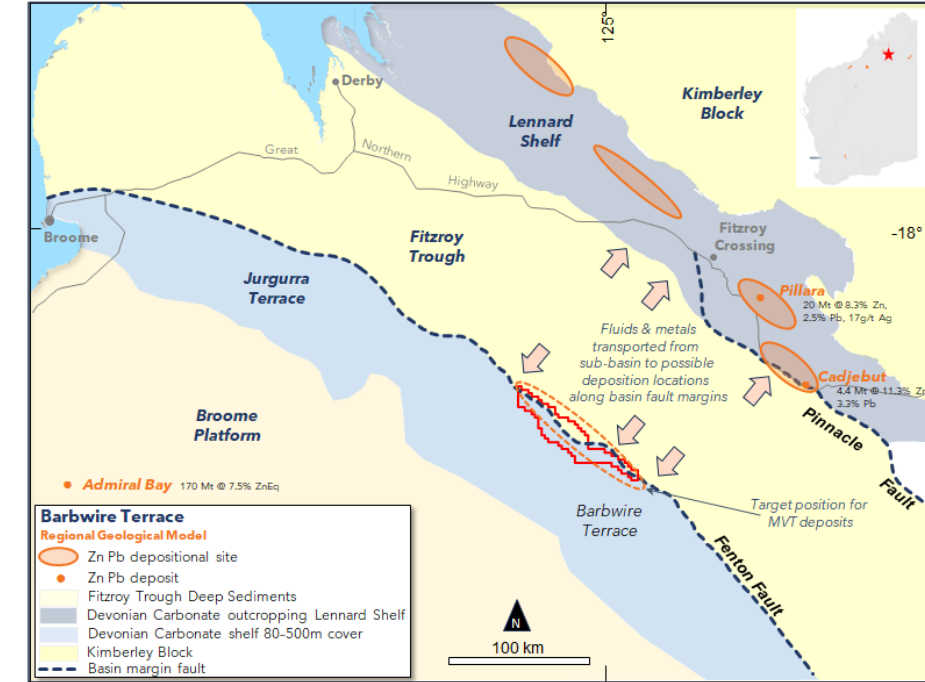 125°
Derby
Kimberley
Block
Lennard
Shelf
Great
Northern
Highway
Fitzroy
Crossing
-18°
Broome
Fitzroy
Trough
Jurgurra
Terrace
Pillara
20 Mt @ 8.3% Zn,
2.5% Pb, 17g/t Ag
Fluids & metals
transported from
sub-basin to possible
deposition locations
along basin fault margins
Cadjebut
4.4 Mt @ 11.3% Zn
3.3% Pb
Pinnacle
Fault
Broome
Platform
Admiral Bay 170 Mt @ 7.5% ZnEq
Barbwire
Terrace
Target position for
MVT deposits
Fenton Fault
Barbwire Terrace
Regional Geological Model
Zn Pb depositional site
Zn Pb deposit
Fitzroy Trough Deep Sediments
Devonian Carbonate outcropping Lennard Shelf
Devonian Carbonate shelf 80-500m cover
Kimberley Block
Basin margin fault
N
100 km